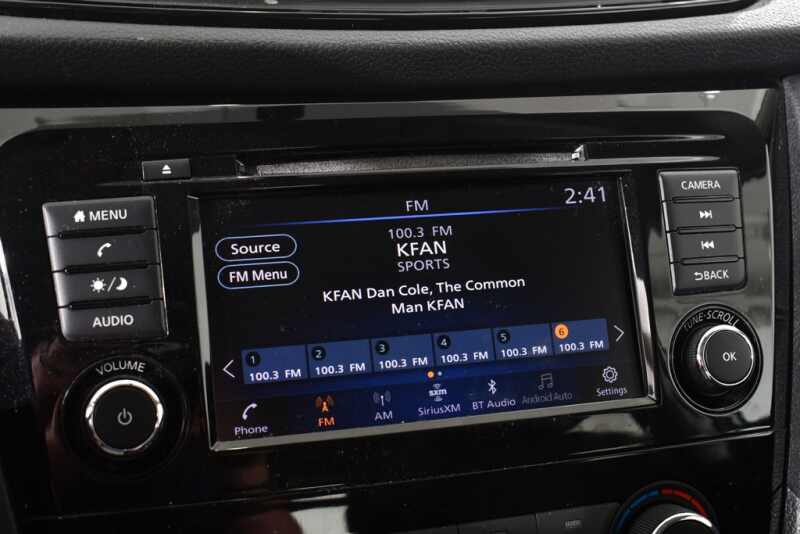 MENU
AUDIO
VOLUME
FM
2:41
Source
FM Menu
100.3 FM
KFAN
SPORTS
KFAN Dan Cole, The Common
Man KFAN
1 2 3 4 5 6
100.3 FM 100.3 FM 100.3 FM 100.3 FM 100.3 FM 100.3 FM
Phone FM AM sxm SiriusXM BT Audio Android Auto Settings
CAMERA
BACK
TUNE·SCROLL
OK